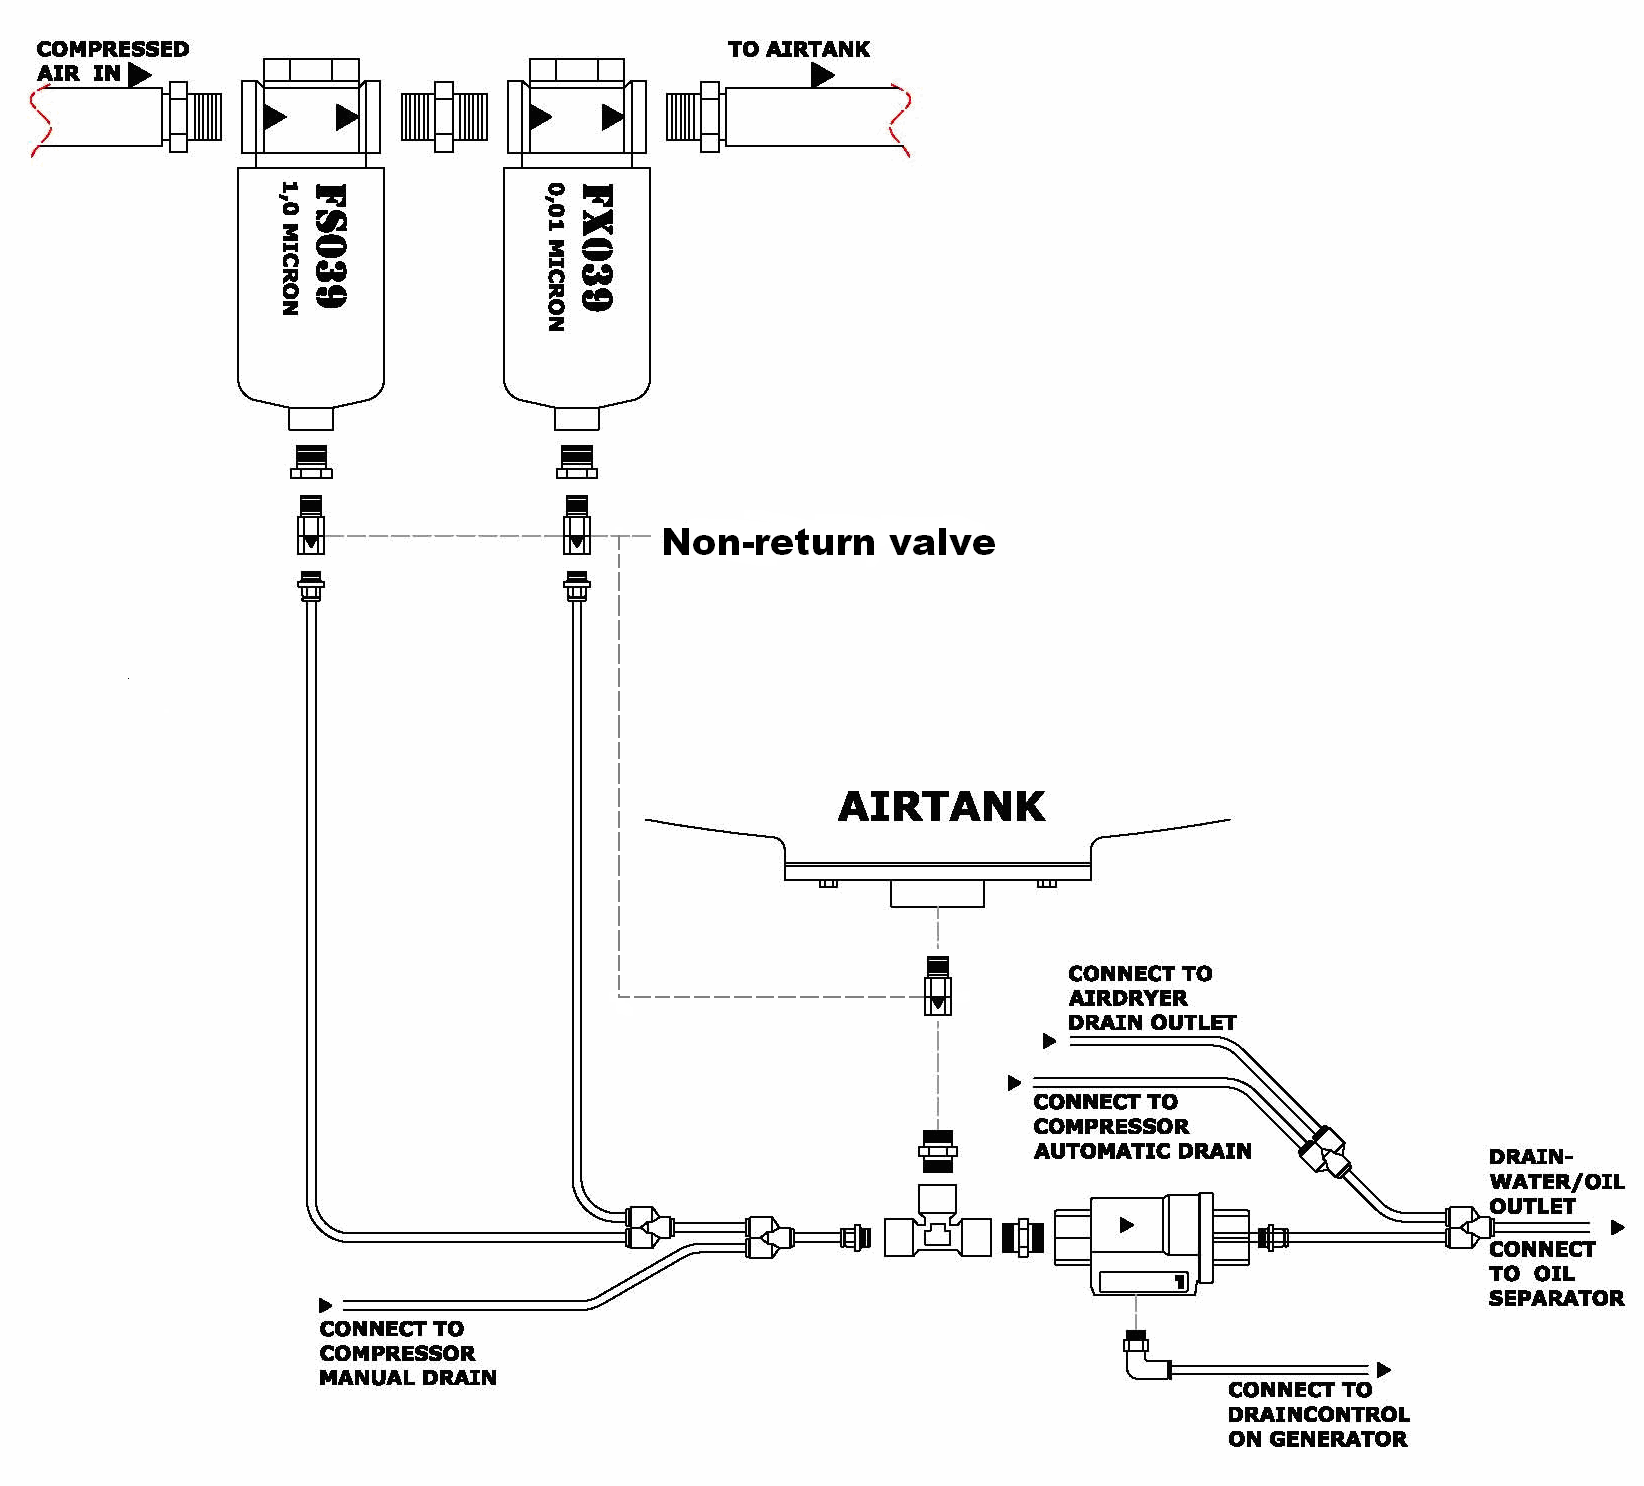 COMPRESSED
AIR IN
TO AIRTANK
FS039
1,0 MICRON
FX039
0,01 MICRON
Non-return valve
AIRTANK
CONNECT TO
AIRDRYER
DRAIN OUTLET
CONNECT TO
COMPRESSOR
AUTOMATIC DRAIN
DRAIN-
WATER/OIL
OUTLET
CONNECT
TO OIL
SEPARATOR
CONNECT TO
COMPRESSOR
MANUAL DRAIN
CONNECT TO
DRAINCONTROL
ON GENERATOR